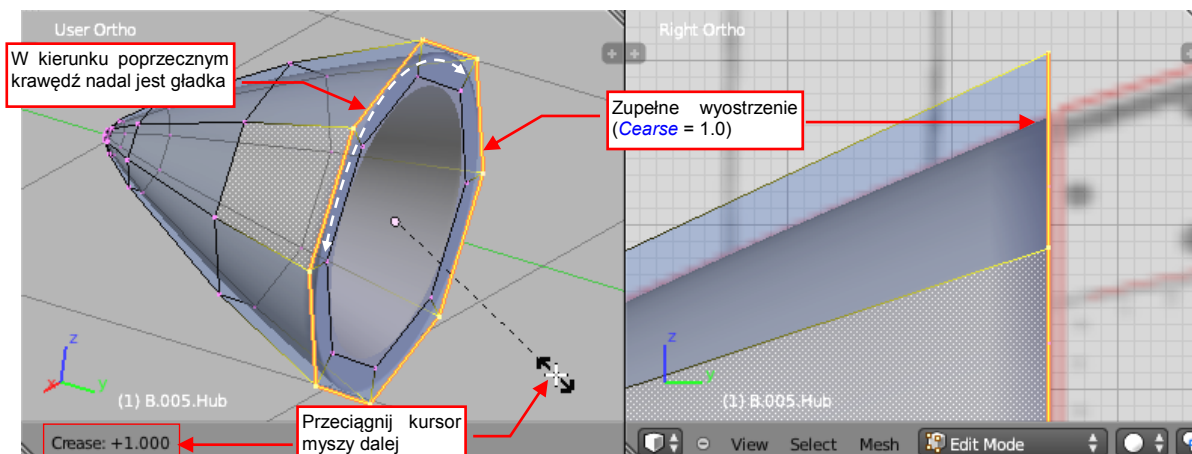 User Ortho
W kierunku poprzecznym
krawędź nadal jest gładka
z
y
x
(1) B.005.Hub
Crease: +1.000
Przeciągnij kursor
myszy dalej
Right Ortho
Zupełne wyostrzenie
(Cearse = 1.0)
z
y
(1) B.005.Hub
View Select Mesh Edit Mode